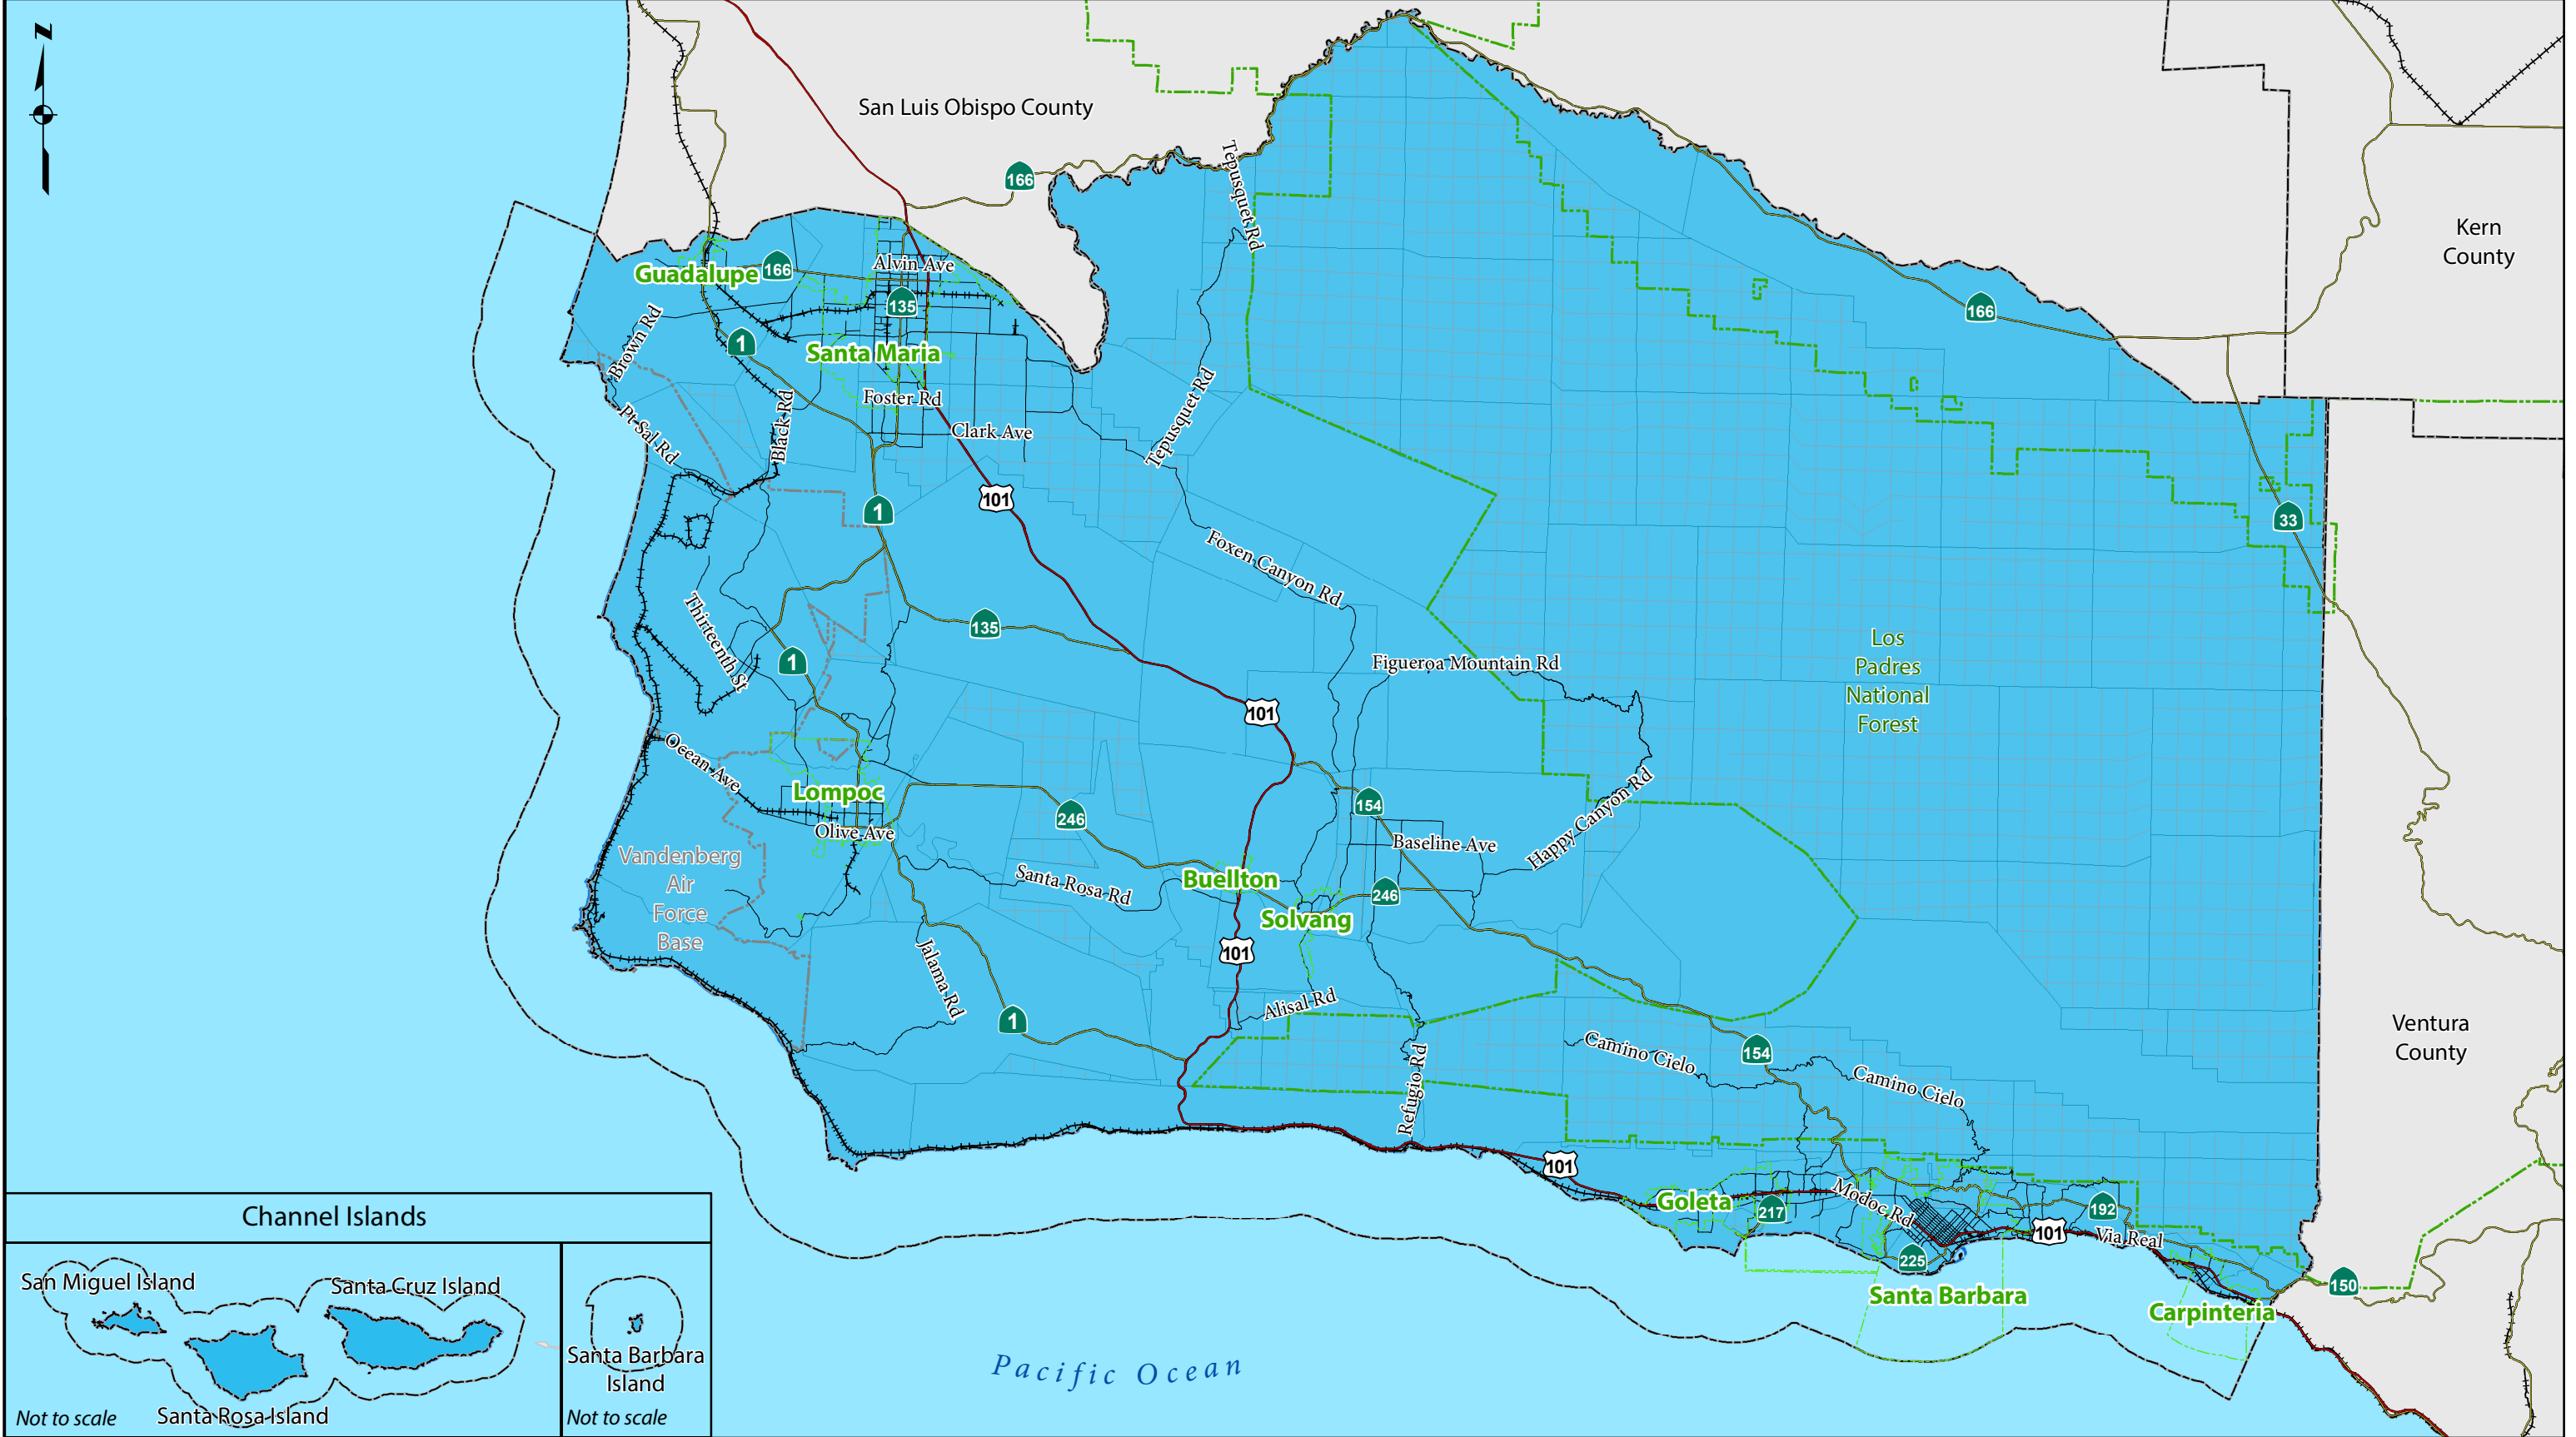 N
San Luis Obispo County
166
Tepusquet Rd
Kern
County
Guadalupe
166
Alvin Ave
135
166
Brown Rd
1
Santa Maria
Foster Rd
Tepusquet Rd
Pt Sal Rd
Black Rd
Clark Ave
101
1
33
Foxen Canyon Rd
Thirteenth St
135
1
Figueroa Mountain Rd
Los
Padres
National
Forest
101
Ocean Ave
Lompoc
246
154
Happy Canyon Rd
Olive Ave
Baseline Ave
Vandenberg
Air
Force
Base
Santa Rosa Rd
Buellton
246
Solvang
101
Jalama Rd
Alisal Rd
1
Ventura
County
Camino Cielo
154
Camino Cielo
Refugio Rd
101
Goleta
217
Modoc Rd
192
101
Via Real
225
150
Santa Barbara
Carpinteria
Channel Islands
San Miguel Island
Santa Cruz Island
Santa Barbara
Island
Santa Rosa Island
Not to scale
Not to scale
Pacific Ocean